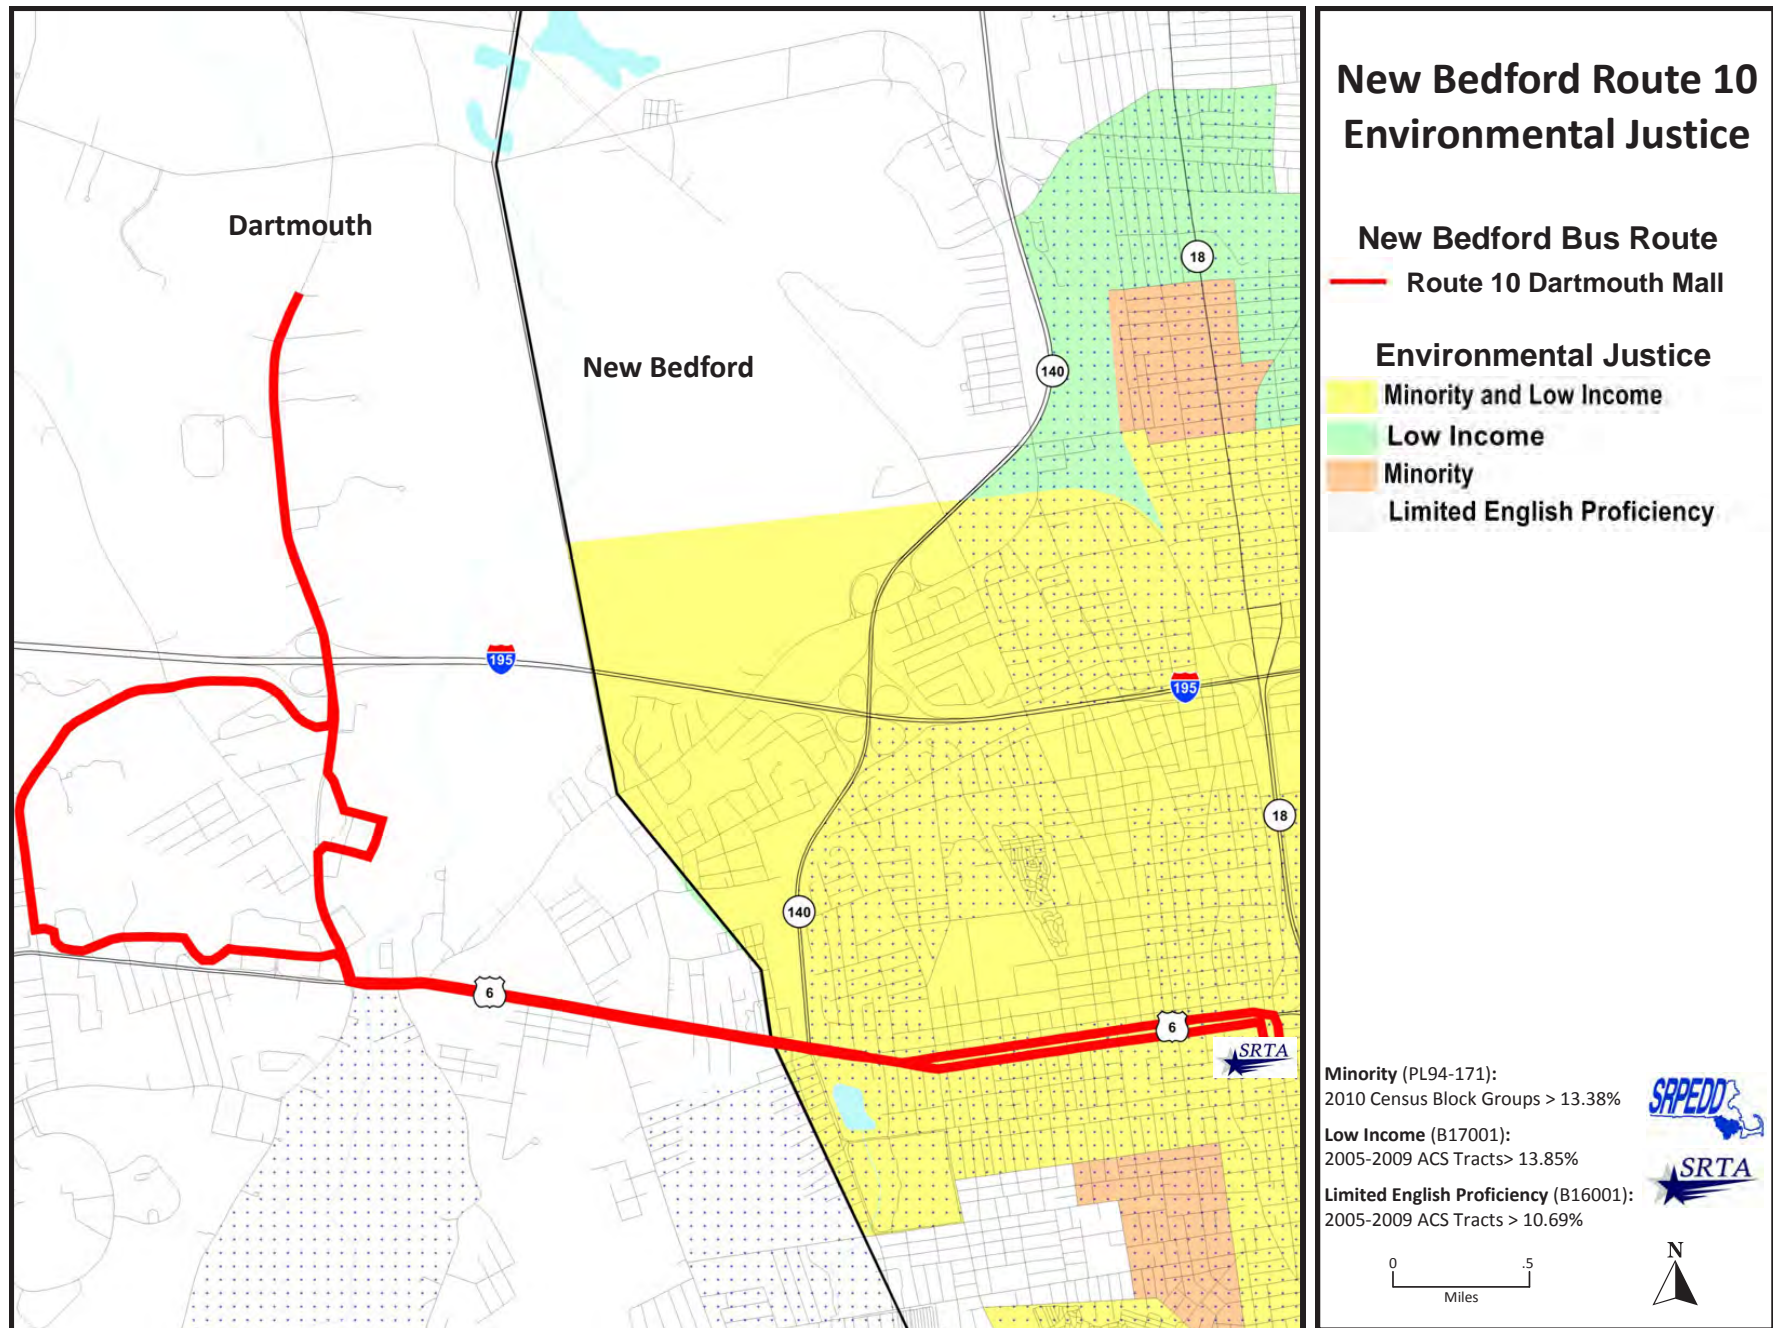 Dartmouth
New Bedford
18
140
195
195
18
140
6
6
SRTA
New Bedford Route 10
Environmental Justice
New Bedford Bus Route
Route 10 Dartmouth Mall
Environmental Justice
Minority and Low Income
Low Income
Minority
Limited English Proficiency
Minority (PL94-171):
2010 Census Block Groups > 13.38%
Low Income (B17001):
2005-2009 ACS Tracts> 13.85%
Limited English Proficiency (B16001):
2005-2009 ACS Tracts > 10.69%
SRPEDD
SRTA
0 .5
Miles
N